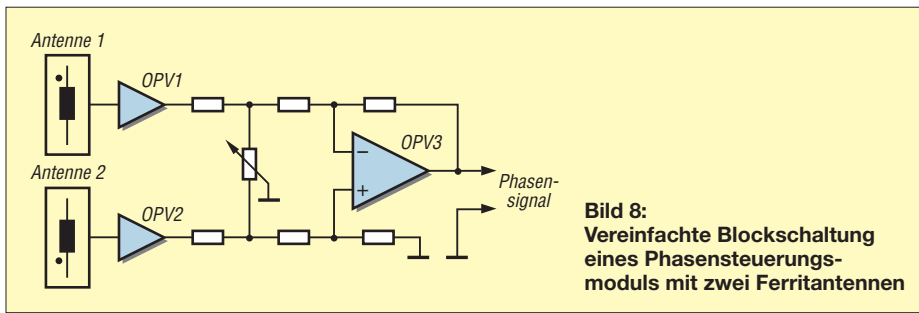 Antenne 1
OPV1
OPV3
−
+
Antenne 2
OPV2
Phasen-
signal
Bild 8:
Vereinfachte Blockschaltung
eines Phasensteuerungs-
moduls mit zwei Ferritantennen